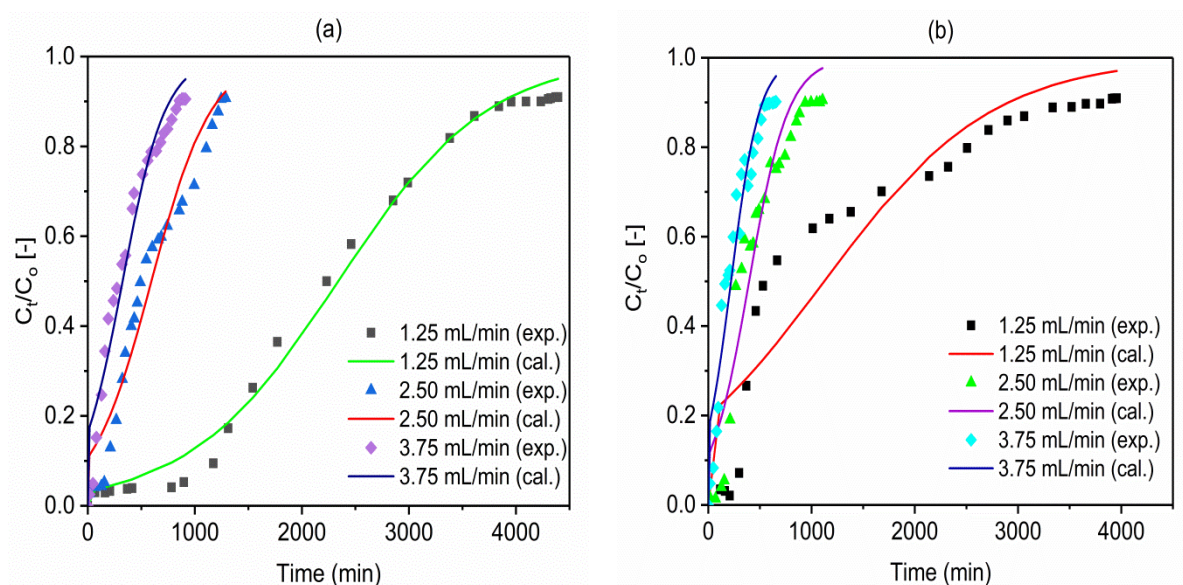 (a)
1.0
0.8
0.6
0.4
0.2
0.0
Cₜ/Cₒ [-]
1.25 mL/min (exp.)
1.25 mL/min (cal.)
2.50 mL/min (exp.)
2.50 mL/min (cal.)
3.75 mL/min (exp.)
3.75 mL/min (cal.)
0 1000 2000 3000 4000
Time (min)
(b)
1.0
0.8
0.6
0.4
0.2
0.0
Cₜ/Cₒ [-]
1.25 mL/min (exp.)
1.25 mL/min (cal.)
2.50 mL/min (exp.)
2.50 mL/min (cal.)
3.75 mL/min (exp.)
3.75 mL/min (cal.)
0 1000 2000 3000 4000
Time (min)